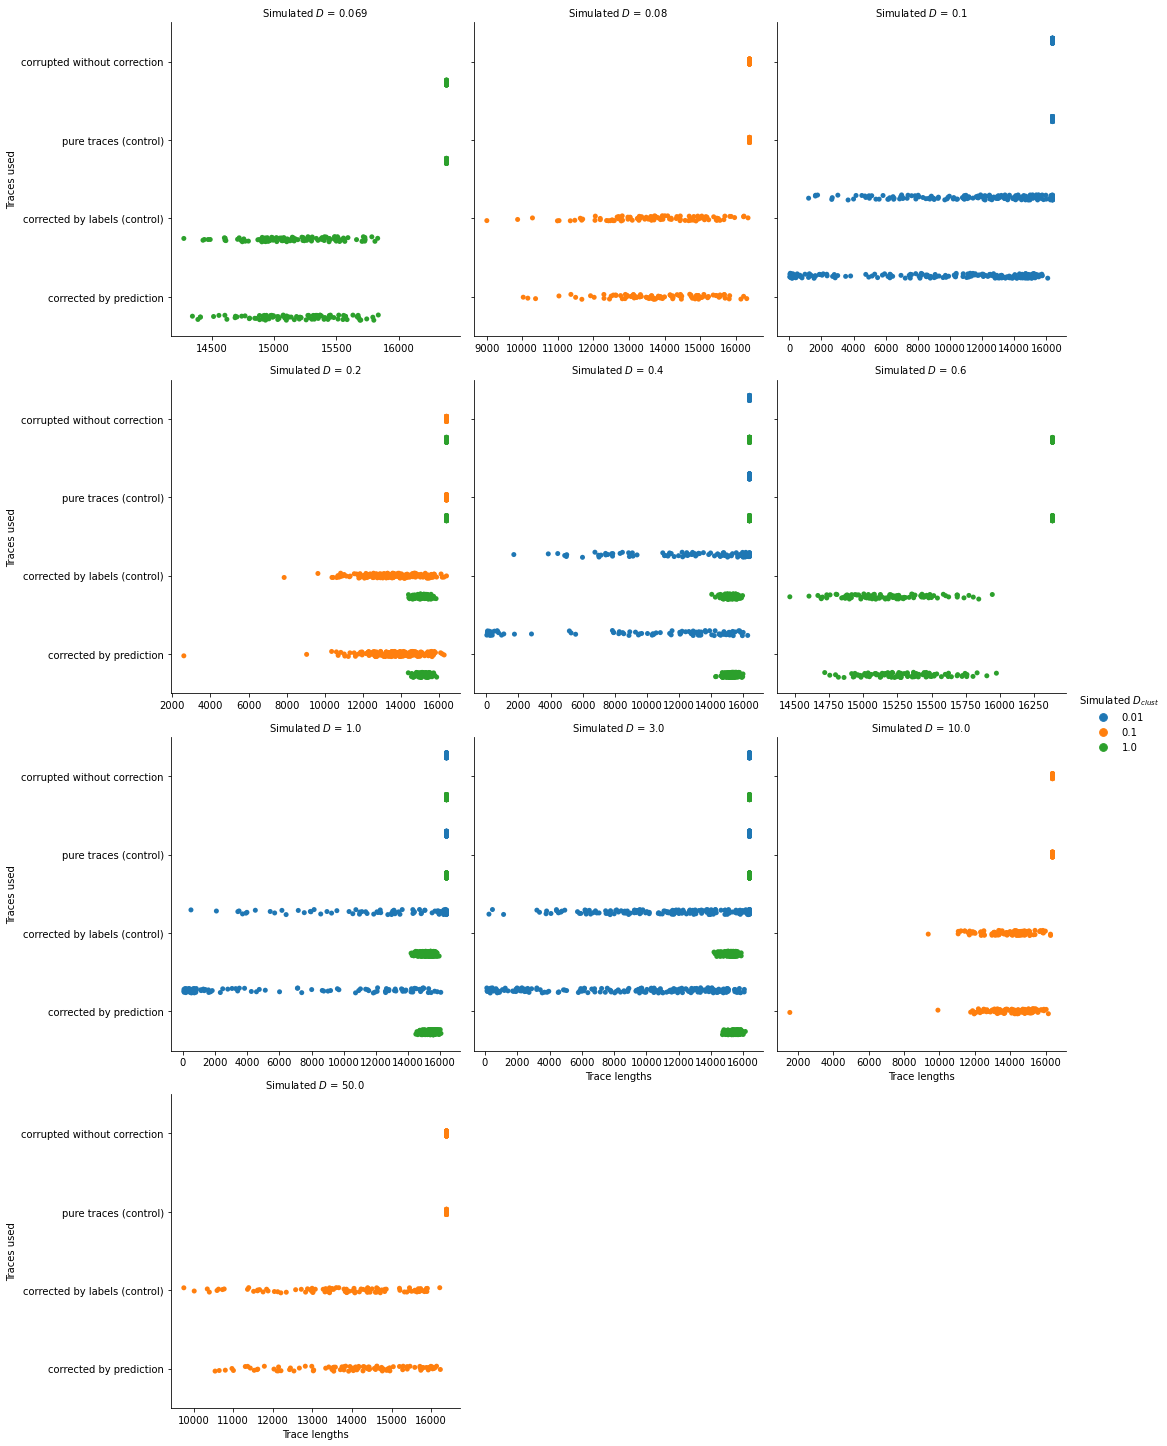 Simulated D = 0.069
Simulated D = 0.08
Simulated D = 0.1
corrupted without correction
pure traces (control)
corrected by labels (control)
corrected by prediction
Traces used
14500 15000 15500 16000
9000 10000 11000 12000 13000 14000 15000 16000
0 2000 4000 6000 8000 10000 12000 14000 16000
Simulated D = 0.2
Simulated D = 0.4
Simulated D = 0.6
corrupted without correction
pure traces (control)
corrected by labels (control)
corrected by prediction
Traces used
2000 4000 6000 8000 10000 12000 14000 16000
0 2000 4000 6000 8000 10000 12000 14000 16000
14500 14750 15000 15250 15500 15750 16000 16250
Simulated D_clust
0.01
0.1
1.0
Simulated D = 1.0
Simulated D = 3.0
Simulated D = 10.0
corrupted without correction
pure traces (control)
corrected by labels (control)
corrected by prediction
Traces used
0 2000 4000 6000 8000 10000 12000 14000 16000
0 2000 4000 6000 8000 10000 12000 14000 16000
2000 4000 6000 8000 10000 12000 14000 16000
Trace lengths
Trace lengths
Simulated D = 50.0
corrupted without correction
pure traces (control)
corrected by labels (control)
corrected by prediction
Traces used
10000 11000 12000 13000 14000 15000 16000
Trace lengths